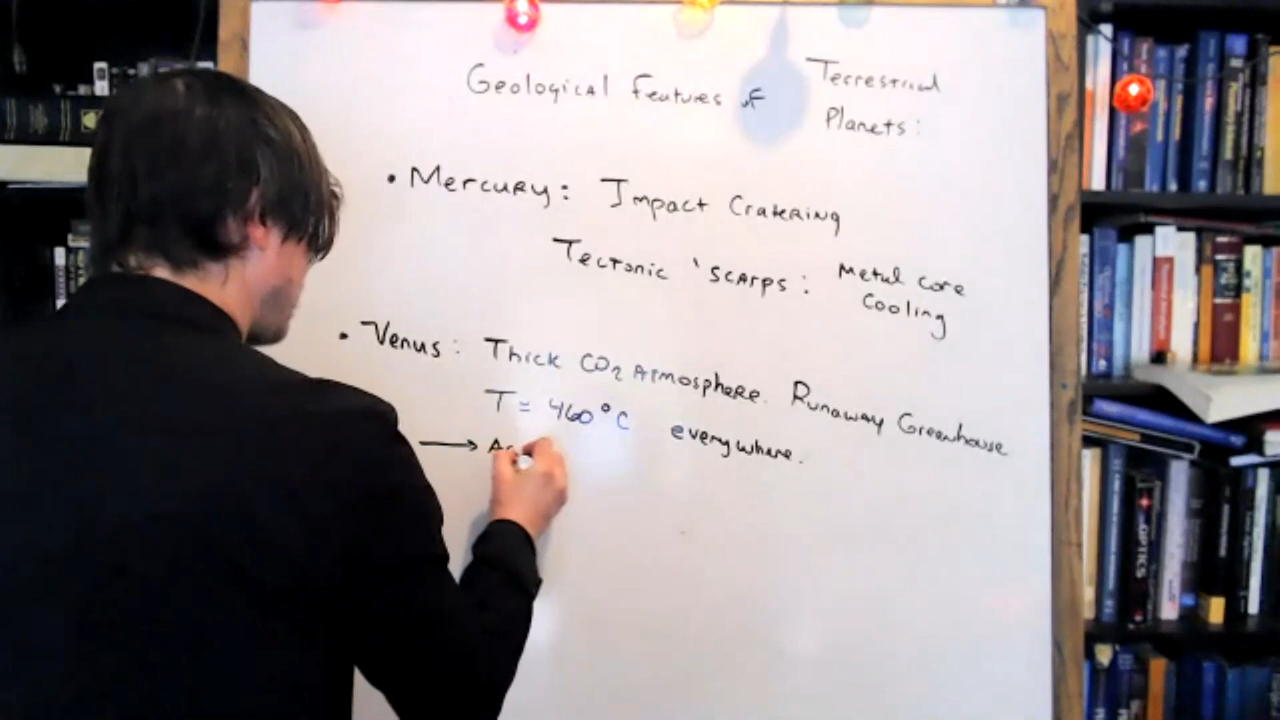 Geological Features of Terrestrial
Planets:
• Mercury: Impact Cratering
Tectonic 'Scarps: Metal core
Cooling
• Venus: Thick CO2 Atmosphere. Runaway Greenhouse
T = 460°C everywhere.
→
OPTICS